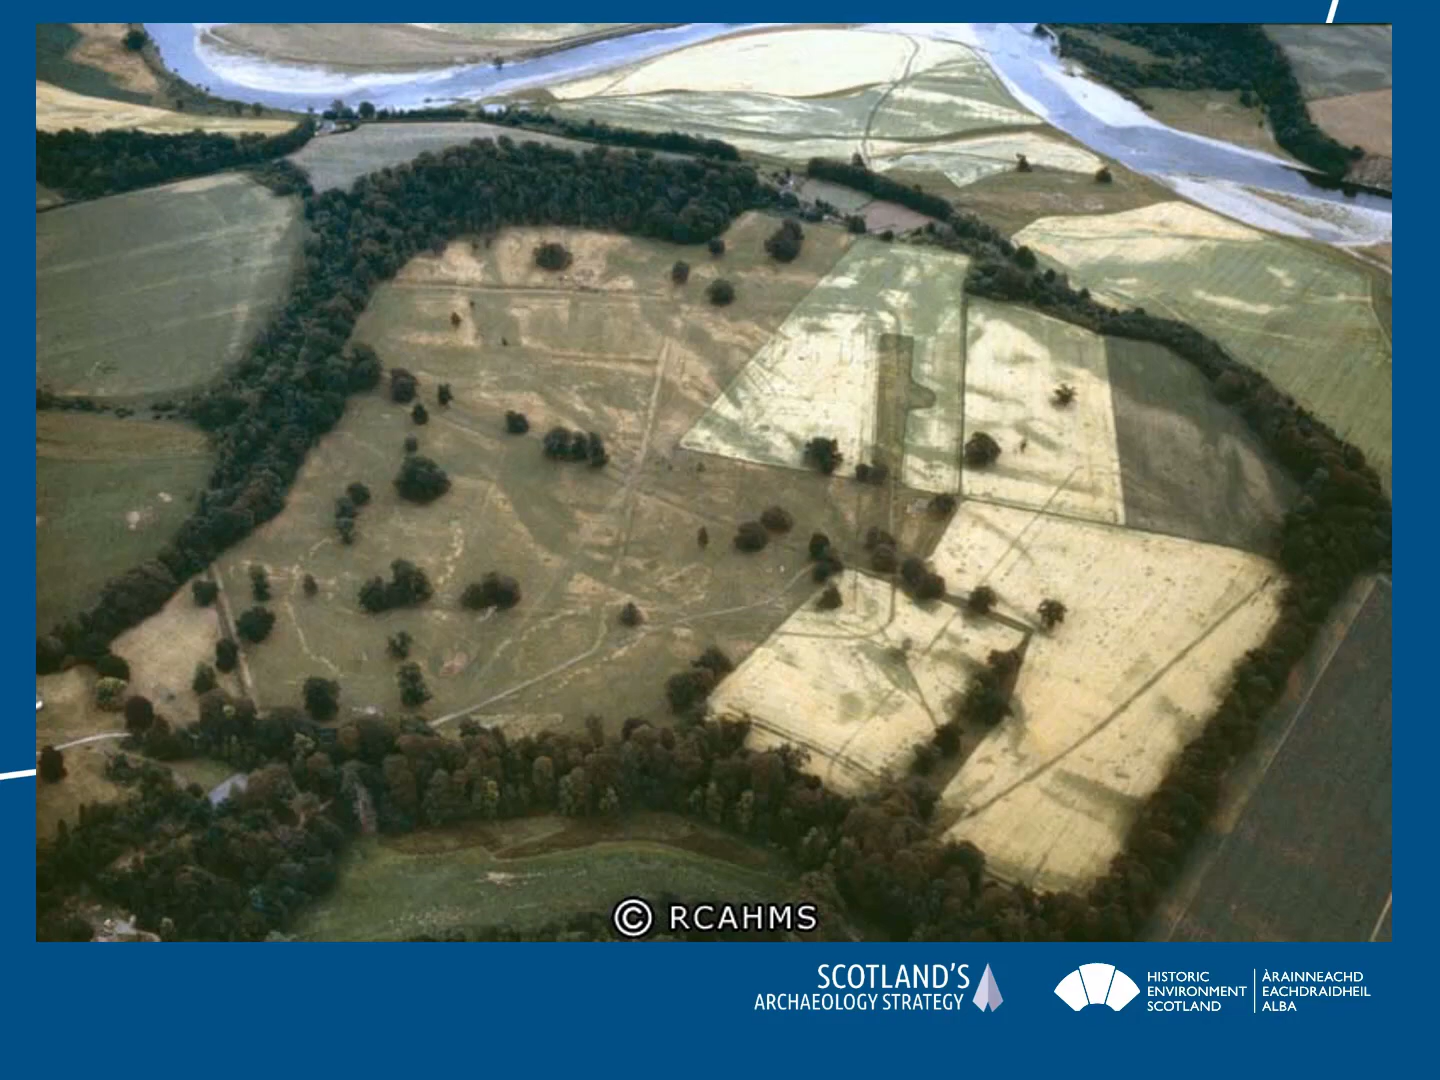 © RCAHMS
SCOTLAND'S
ARCHAEOLOGY STRATEGY
HISTORIC
ENVIRONMENT
SCOTLAND
ÀRAINNEACHD
EACHDRAIDHEIL
ALBA